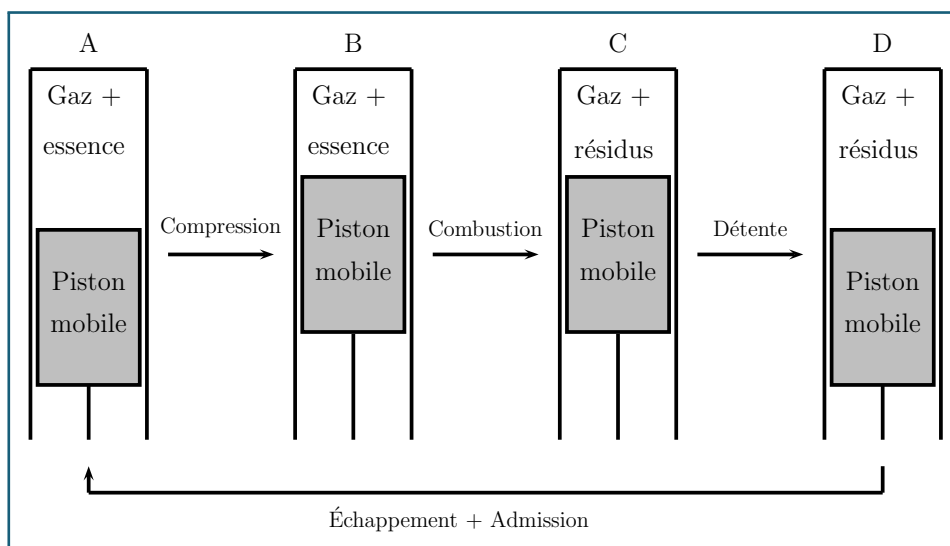 A
B
C
D
Gaz +
essence
Gaz +
essence
Gaz +
résidus
Gaz +
résidus
Compression
Combustion
Détente
Piston
mobile
Piston
mobile
Piston
mobile
Piston
mobile
Échappement + Admission